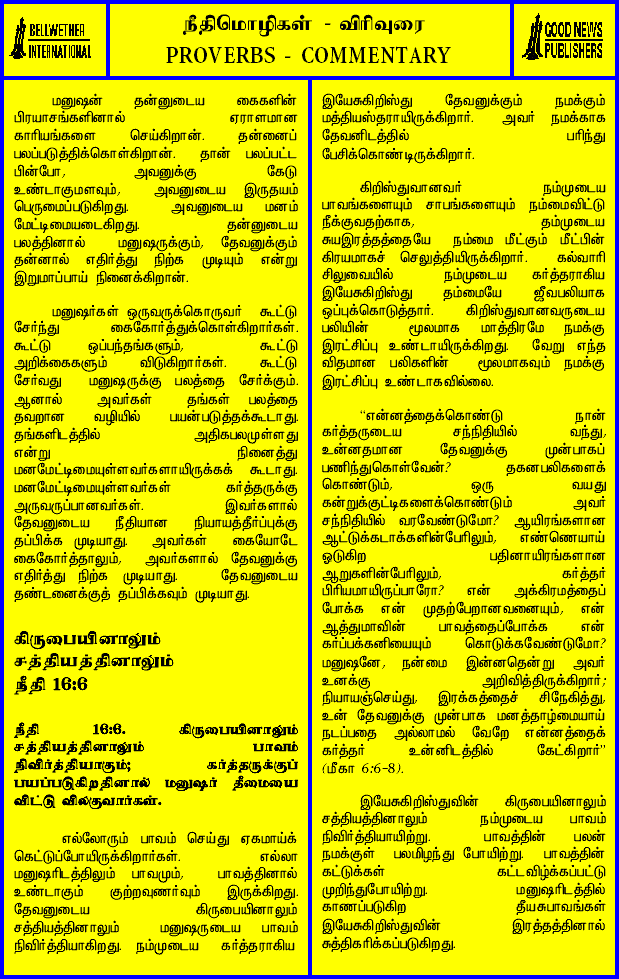 BELLWETHER
INTERNATIONAL
நீதிமொழிகள் - விரிவுரை
PROVERBS - COMMENTARY
GOOD NEWS
PUBLISHERS
மனுஷன் தன்னுடைய கைகளின்
பிரயாசங்களினால் ஏராளமான
காரியங்களை செய்கிறான். தன்னைப்
பலப்படுத்திக்கொள்கிறான். தான் பலப்பட்ட
பின்போ, அவனுக்கு கேடு
உண்டாகுமளவும், அவனுடைய இருதயம்
பெருமைப்படுகிறது. அவனுடைய மனம்
மேட்டிமையடைகிறது. தன்னுடைய
பலத்தினால் மனுஷருக்கும், தேவனுக்கும்
தன்னால் எதிர்த்து நிற்க முடியும் என்று
இறுமாப்பாய் நினைக்கிறான்.
மனுஷர்கள் ஒருவருக்கொருவர் கூட்டு
சேர்ந்து கைகோர்த்துக்கொள்கிறார்கள்.
கூட்டு ஒப்பந்தங்களும், கூட்டு
அறிக்கைகளும் விடுகிறார்கள். கூட்டு
சேர்வது மனுஷருக்கு பலத்தை சேர்க்கும்.
ஆனால் அவர்கள் தங்கள் பலத்தை
தவறான வழியில் பயன்படுத்தக்கூடாது.
தங்களிடத்தில் அதிகபலமுள்ளது
என்று நினைத்து
மனமேட்டிமையுள்ளவர்களாயிருக்கக் கூடாது.
மனமேட்டிமையுள்ளவர்கள் கர்த்தருக்கு
அருவருப்பானவர்கள். இவர்களால்
தேவனுடைய நீதியான நியாயத்தீர்ப்புக்கு
தப்பிக்க முடியாது. அவர்கள் கையோடே
கைகோர்த்தாலும், அவர்களால் தேவனுக்கு
எதிர்த்து நிற்க முடியாது. தேவனுடைய
தண்டனைக்குத் தப்பிக்கவும் முடியாது.
கிருபையினாலும்
சத்தியத்தினாலும்
நீதி 16:6
நீதி 16:6. கிருபையினாலும்
சத்தியத்தினாலும் பாவம்
நிவிர்த்தியாகும்; கர்த்தருக்குப்
பயப்படுகிறதினால் மனுஷர் தீமையை
விட்டு விலகுவார்கள்.
எல்லோரும் பாவம் செய்து ஏகமாய்க்
கெட்டுப்போயிருக்கிறார்கள். எல்லா
மனுஷரிடத்திலும் பாவமும், பாவத்தினால்
உண்டாகும் குற்றவுணர்வும் இருக்கிறது.
தேவனுடைய கிருபையினாலும்
சத்தியத்தினாலும் மனுஷருடைய பாவம்
நிவிர்த்தியாகிறது. நம்முடைய கர்த்தராகிய
இயேசுகிறிஸ்து தேவனுக்கும் நமக்கும்
மத்தியஸ்தராயிருக்கிறார். அவர் நமக்காக
தேவனிடத்தில் பரிந்து
பேசிக்கொண்டிருக்கிறார்.
கிறிஸ்துவானவர் நம்முடைய
பாவங்களையும் சாபங்களையும் நம்மைவிட்டு
நீக்குவதற்காக, தம்முடைய
சுயஇரத்தத்தையே நம்மை மீட்கும் மீட்பின்
கிரயமாகச் செலுத்தியிருக்கிறார். கல்வாரி
சிலுவையில் நம்முடைய கர்த்தராகிய
இயேசுகிறிஸ்து தம்மையே ஜீவபலியாக
ஒப்புக்கொடுத்தார். கிறிஸ்துவானவருடைய
பலியின் மூலமாக மாத்திரமே நமக்கு
இரட்சிப்பு உண்டாயிருக்கிறது. வேறு எந்த
விதமான பலிகளின் மூலமாகவும் நமக்கு
இரட்சிப்பு உண்டாகவில்லை.
“என்னத்தைக்கொண்டு நான்
கர்த்தருடைய சந்நிதியில் வந்து,
உன்னதமான தேவனுக்கு முன்பாகப்
பணிந்துகொள்வேன்? தகனபலிகளைக்
கொண்டும், ஒரு வயது
கன்றுக்குட்டிகளைக்கொண்டும் அவர்
சந்நிதியில் வரவேண்டுமோ? ஆயிரங்களான
ஆட்டுக்கடாக்களின்பேரிலும், எண்ணெயாய்
ஓடுகிற பதினாயிரங்களான
ஆறுகளின்பேரிலும், கர்த்தர்
பிரியமாயிருப்பாரோ? என் அக்கிரமத்தைப்
போக்க என் முதற்பேறானவனையும், என்
ஆத்துமாவின் பாவத்தைப்போக்க என்
கர்ப்பக்கனியையும் கொடுக்கவேண்டுமோ?
மனுஷனே, நன்மை இன்னதென்று அவர்
உனக்கு அறிவித்திருக்கிறார்;
நியாயஞ்செய்து, இரக்கத்தைச் சிநேகித்து,
உன் தேவனுக்கு முன்பாக மனத்தாழ்மையாய்
நடப்பதை அல்லாமல் வேறே என்னத்தைக்
கர்த்தர் உன்னிடத்தில் கேட்கிறார்”
(மீகா 6:6-8).
இயேசுகிறிஸ்துவின் கிருபையினாலும்
சத்தியத்தினாலும் நம்முடைய பாவம்
நிவிர்த்தியாயிற்று. பாவத்தின் பலன்
நமக்குள் பலமிழந்து போயிற்று. பாவத்தின்
கட்டுக்கள் கட்டவிழ்க்கப்பட்டு
முறிந்துபோயிற்று. மனுஷரிடத்தில்
காணப்படுகிற தீயசுபாவங்கள்
இயேசுகிறிஸ்துவின் இரத்தத்தினால்
சுத்திகரிக்கப்படுகிறது.